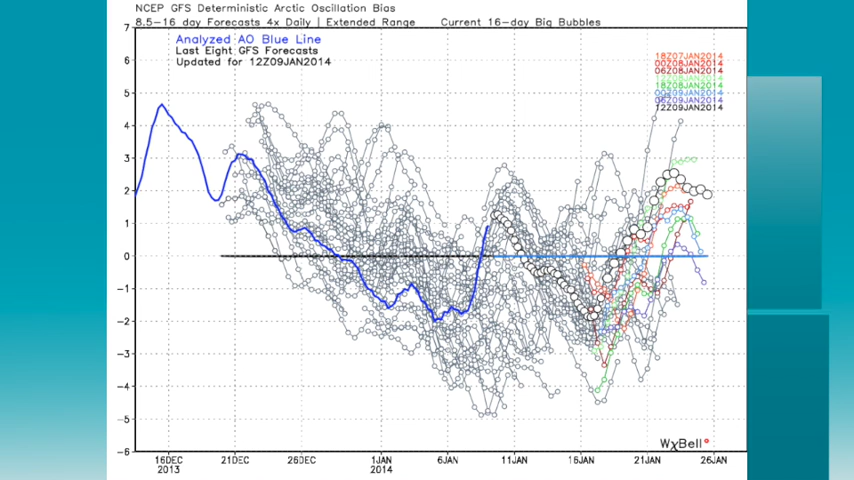 NCEP GFS Deterministic Arctic Oscillation Bias
8.5-16 day Forecasts 4x Daily | Extended Range Current 16-day Big Bubbles
Analyzed AO Blue Line
Last Eight GFS Forecasts
Updated for 12Z09JAN2014
18Z07JAN2014
00Z08JAN2014
06Z08JAN2014
12Z08JAN2014
18Z08JAN2014
00Z09JAN2014
06Z09JAN2014
12Z09JAN2014
7
6
5
4
3
2
1
0
-1
-2
-3
-4
-5
-6
WxBell
16DEC 21DEC 26DEC 1JAN 6JAN 11JAN 16JAN 21JAN 26JAN
2013 2014